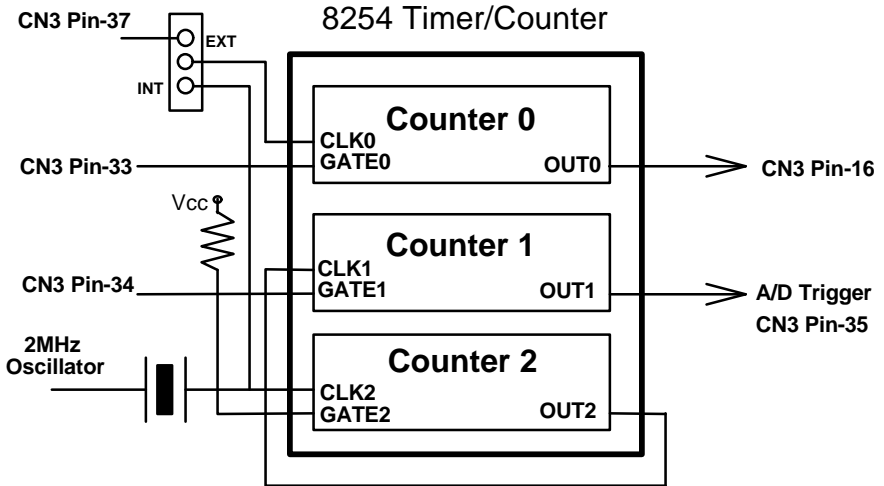 8254 Timer/Counter
CN3 Pin-37
EXT
INT
Counter 0
CLK0
GATE0
OUT0
CN3 Pin-33
CN3 Pin-16
Vcc
Counter 1
CLK1
GATE1
OUT1
CN3 Pin-34
A/D Trigger
CN3 Pin-35
2MHz
Oscillator
Counter 2
CLK2
GATE2
OUT2